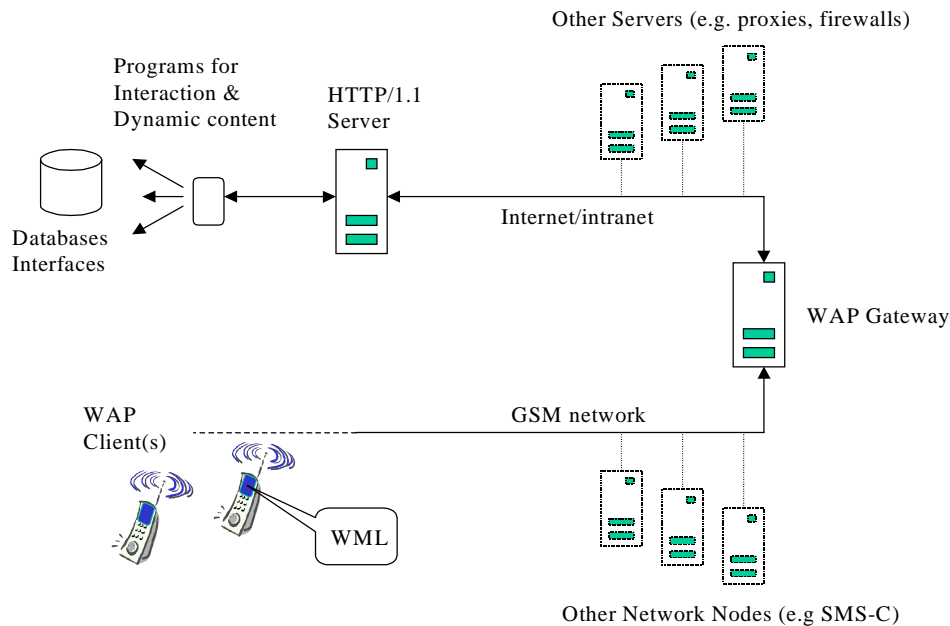 Other Servers (e.g. proxies, firewalls)
Programs for
Interaction &
Dynamic content
HTTP/1.1
Server
Internet/intranet
Databases
Interfaces
WAP Gateway
GSM network
WAP
Client(s)
WML
Other Network Nodes (e.g SMS-C)